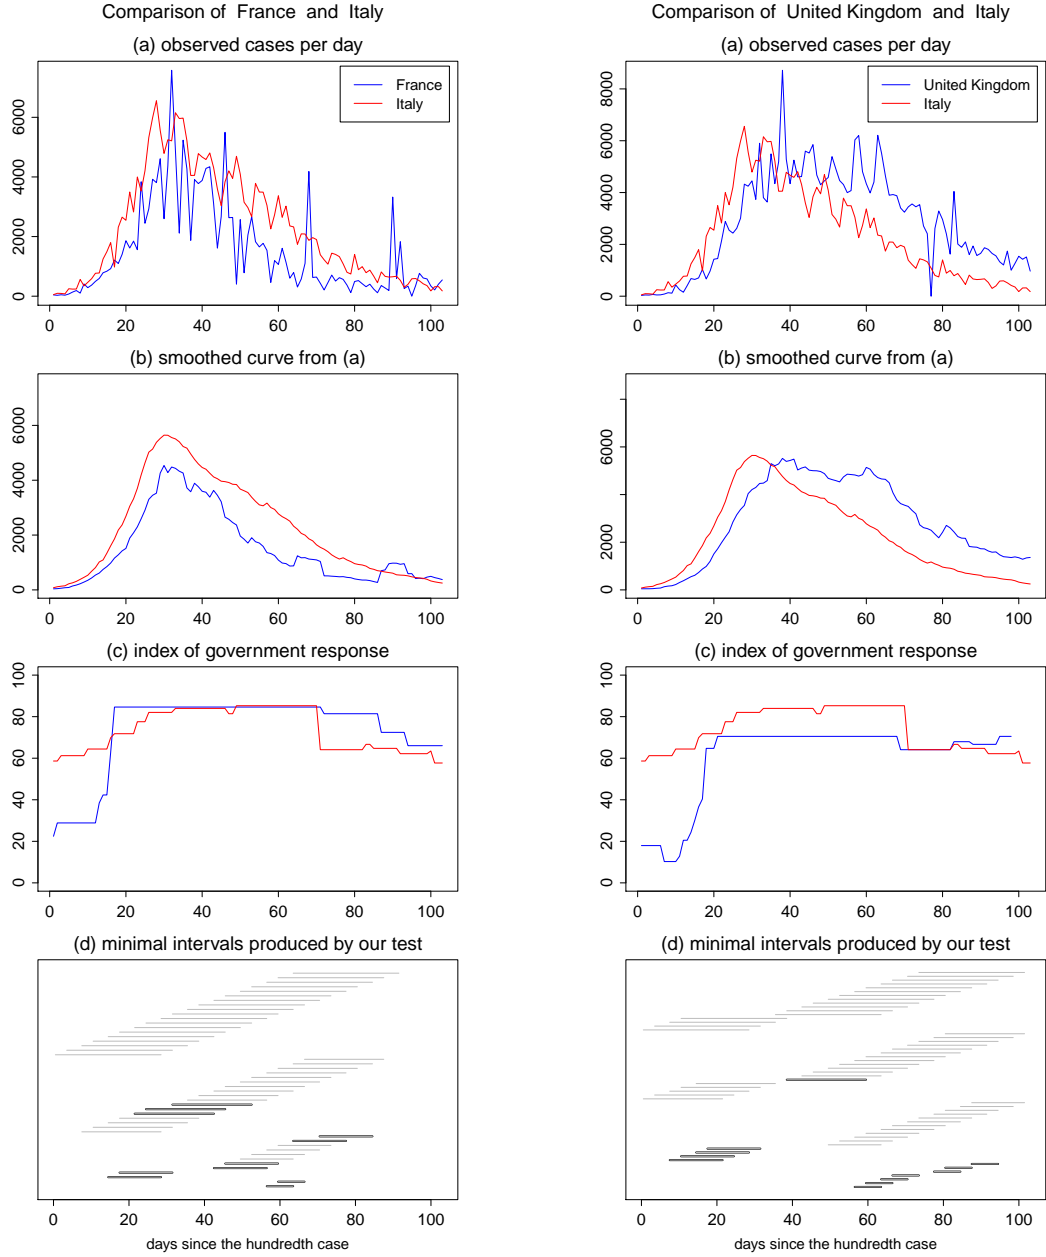 Comparison of France and Italy
(a) observed cases per day
France
Italy
0 2000 4000 6000
0 20 40 60 80 100
(b) smoothed curve from (a)
0 2000 4000 6000
0 20 40 60 80 100
(c) index of government response
0 20 40 60 80 100
0 20 40 60 80 100
(d) minimal intervals produced by our test
0 20 40 60 80 100
days since the hundredth case
Comparison of United Kingdom and Italy
(a) observed cases per day
United Kingdom
Italy
0 2000 4000 6000 8000
0 20 40 60 80 100
(b) smoothed curve from (a)
0 2000 6000
0 20 40 60 80 100
(c) index of government response
0 20 40 60 80 100
0 20 40 60 80 100
(d) minimal intervals produced by our test
0 20 40 60 80 100
days since the hundredth case